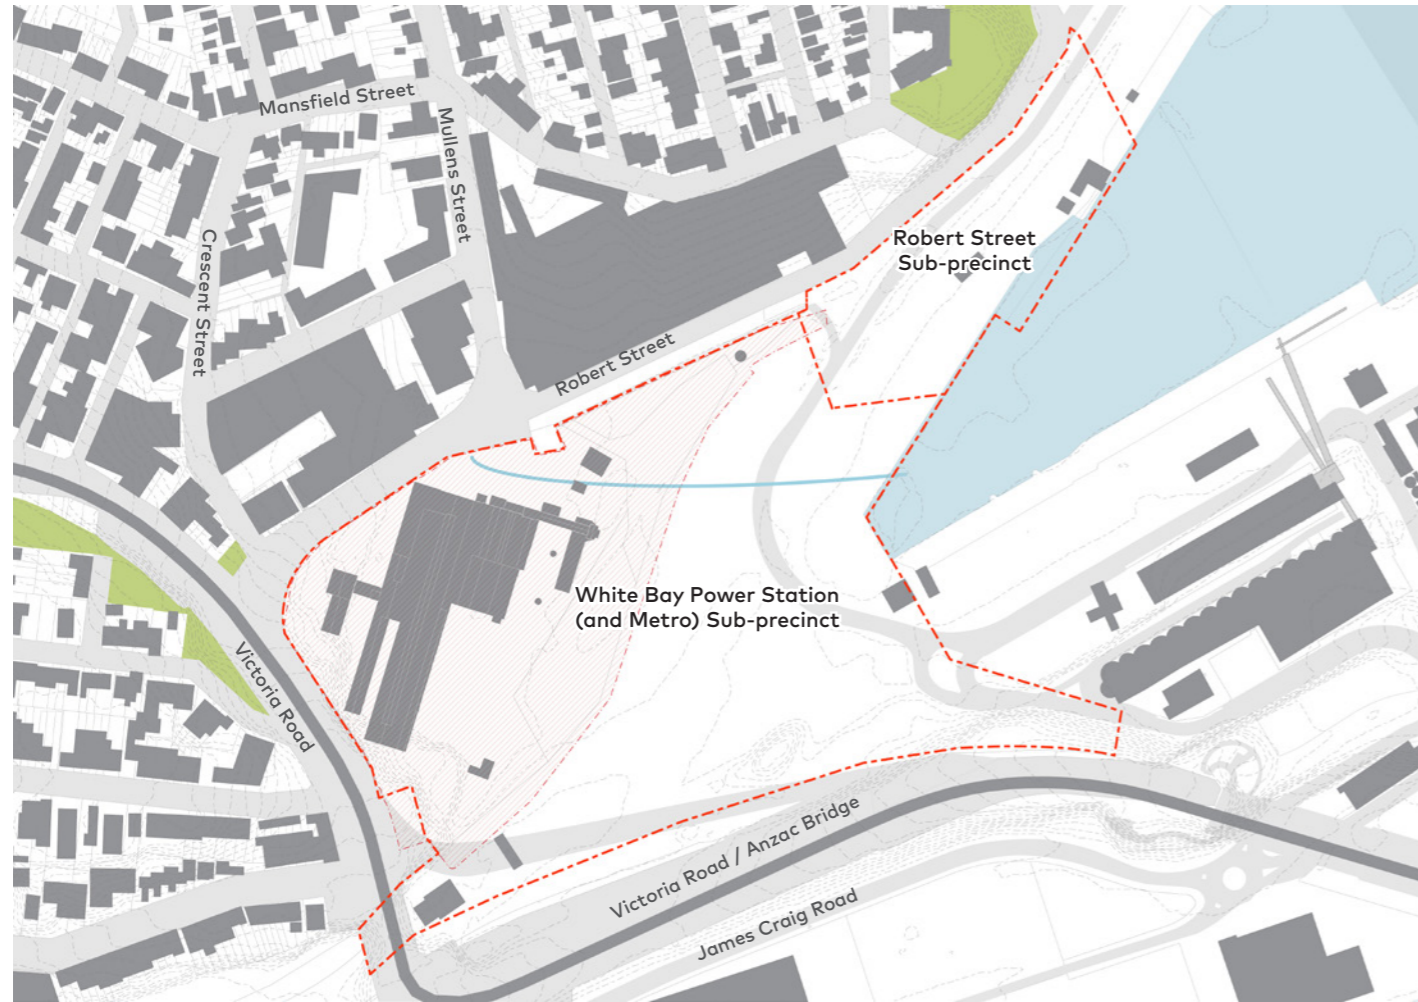 Mansfield Street
Mullens Street
Crescent Street
Robert Street
Sub-precinct
Robert Street
White Bay Power Station
(and Metro) Sub-precinct
Victoria Road
Victoria Road / Anzac Bridge
James Craig Road